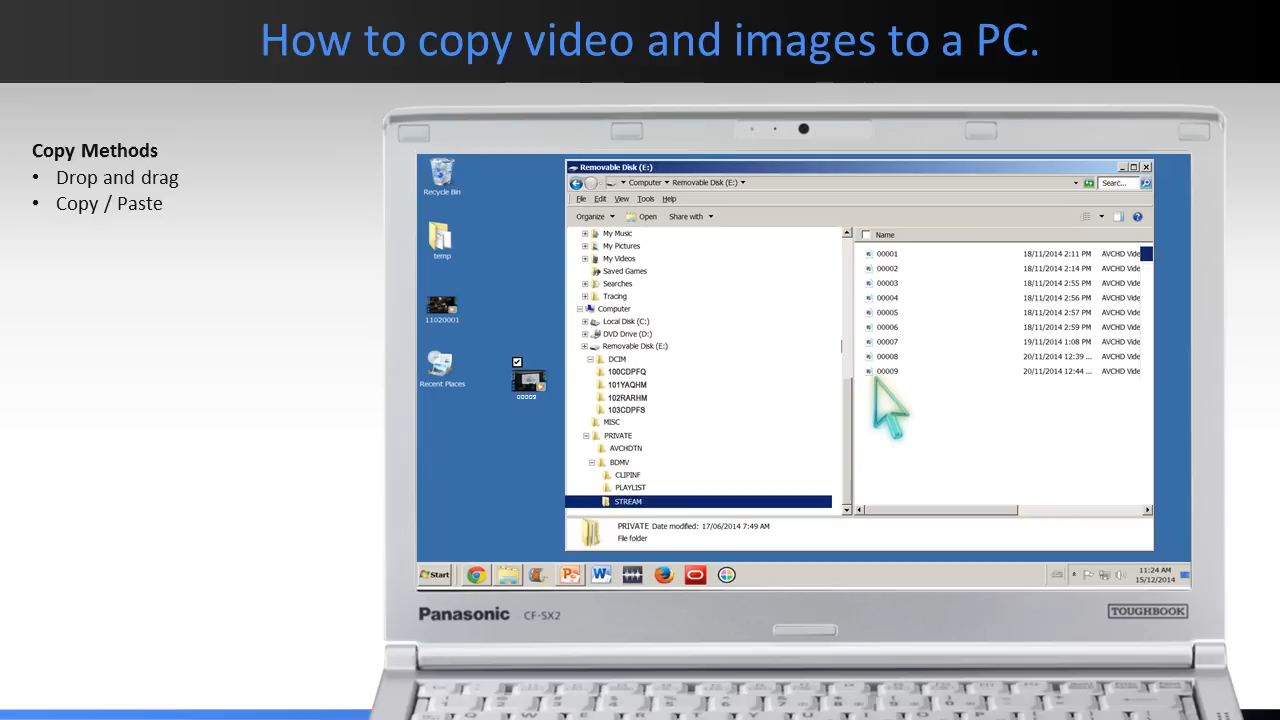 How to copy video and images to a PC.
Copy Methods
• Drop and drag
• Copy / Paste
Recycle Bin
temp
11020001
Recent Places
00009
Removable Disk (E:)
Computer Removable Disk (E:)
Searc...
File Edit View Tools Help
Organize Open Share with
My Music
My Pictures
My Videos
Saved Games
Searches
Tracing
Computer
Local Disk (C:)
DVD Drive (D:)
Removable Disk (E:)
DCIM
100CDPFQ
101YAQHM
102RARHM
103CDPFS
MISC
PRIVATE
AVCHDTN
BDMV
CLIPINF
PLAYLIST
STREAM
Name
00001 18/11/2014 2:11 PM AVCHD Vide
00002 18/11/2014 2:14 PM AVCHD Vide
00003 18/11/2014 2:55 PM AVCHD Vide
00004 18/11/2014 2:56 PM AVCHD Vide
00005 18/11/2014 2:57 PM AVCHD Vide
00006 18/11/2014 2:59 PM AVCHD Vide
00007 19/11/2014 1:08 PM AVCHD Vide
00008 20/11/2014 12:39 ... AVCHD Vide
00009 20/11/2014 12:44 ... AVCHD Vide
PRIVATE Date modified: 17/06/2014 7:49 AM
File folder
Start
11:24 AM
15/12/2014
Panasonic CF-SX2
TOUGHBOOK